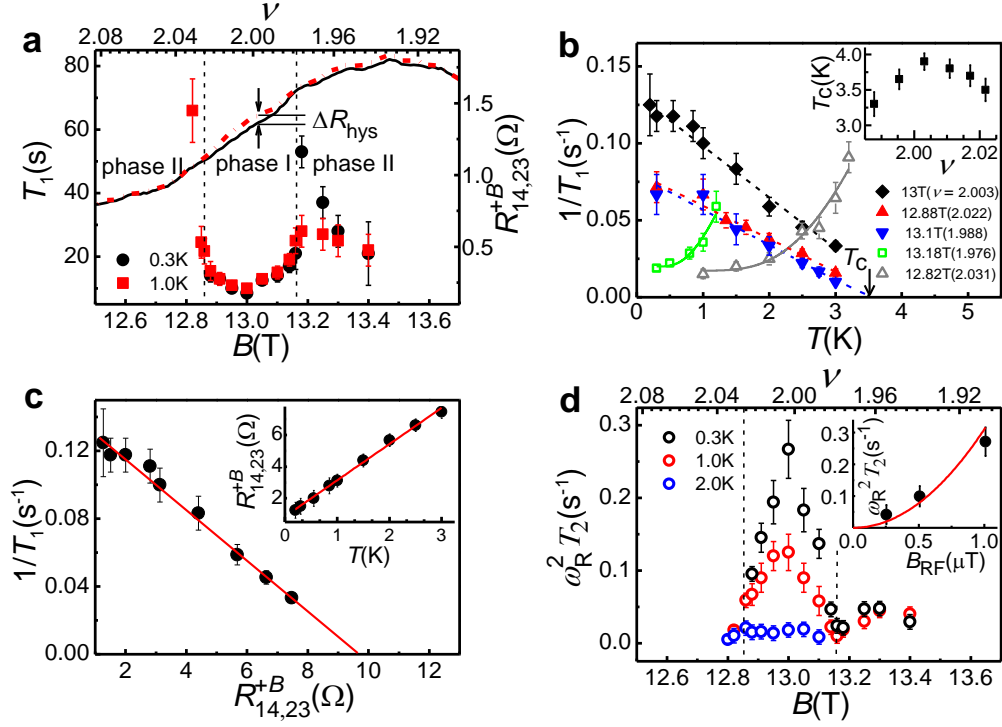 a
ν
2.08 2.04 2.00 1.96 1.92
80
60
40
20
T1(s)
1.5
1.0
0.5
0.0
R14,23+B(Ω)
ΔRhys
phase II
phase I
phase II
0.3K
1.0K
12.6 12.8 13.0 13.2 13.4 13.6
B(T)
b
0.15
0.10
0.05
0.00
1/T1(s-1)
4.0
3.5
3.0
TC(K)
2.00 2.02
ν
13T(ν = 2.003)
12.88T(2.022)
13.1T(1.988)
13.18T(1.976)
12.82T(2.031)
TC
0 1 2 3 4 5
T(K)
c
0.12
0.08
0.04
0.00
1/T1(s-1)
R14,23+B(Ω)
6
4
2
0 1 2 3
T(K)
2 4 6 8 10 12
R14,23+B(Ω)
d
ν
2.08 2.04 2.00 1.96 1.92
0.3
0.2
0.1
0.0
ωR2T2(s-1)
0.3K
1.0K
2.0K
0.3
0.2
0.1
0.0
ωR2T2(s-1)
0.0 0.5 1.0
BRF(μT)
12.6 12.8 13.0 13.2 13.4 13.6
B(T)